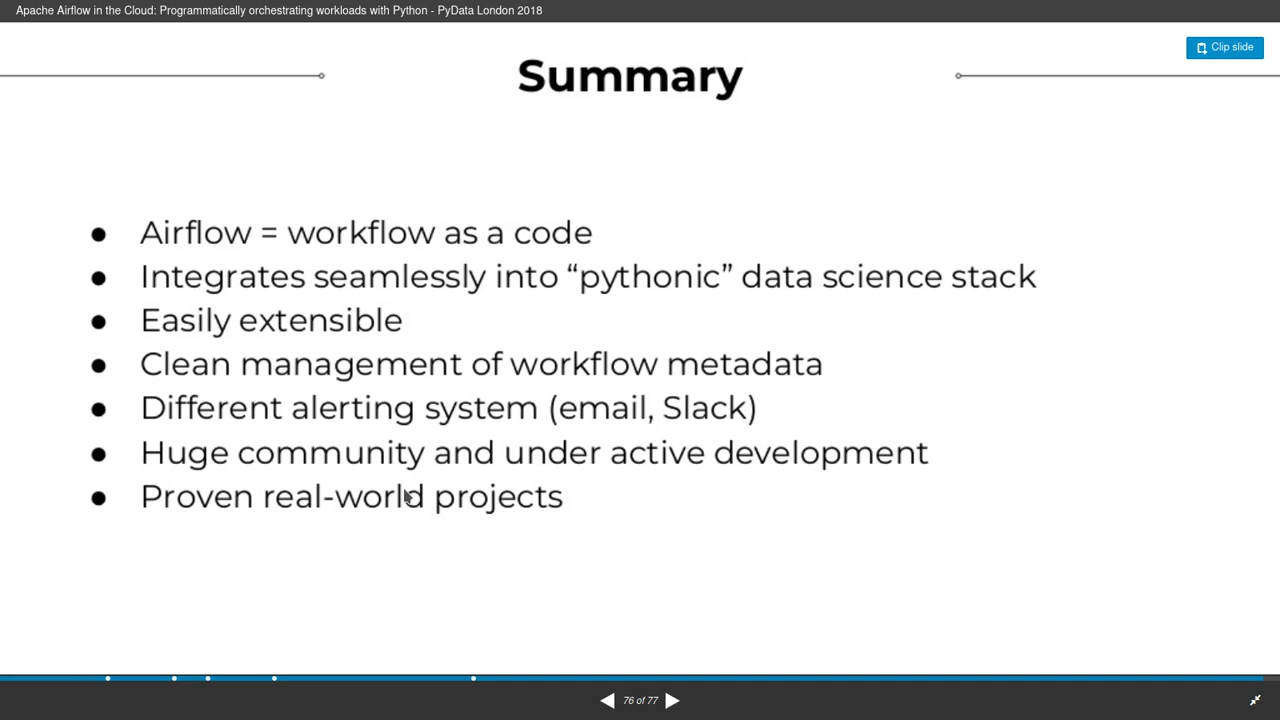 Apache Airflow in the Cloud: Programmatically orchestrating workloads with Python - PyData London 2018
Clip slide
Summary
● Airflow = workflow as a code
● Integrates seamlessly into “pythonic” data science stack
● Easily extensible
● Clean management of workflow metadata
● Different alerting system (email, Slack)
● Huge community and under active development
● Proven real-world projects
76 of 77